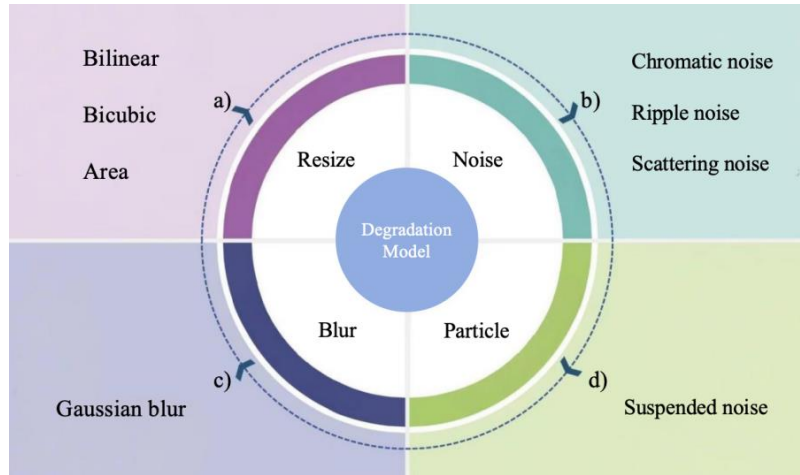 Bilinear
Bicubic
Area
a)
Resize
Chromatic noise
Ripple noise
Scattering noise
b)
Noise
Degradation
Model
Blur
c)
Gaussian blur
Particle
d)
Suspended noise